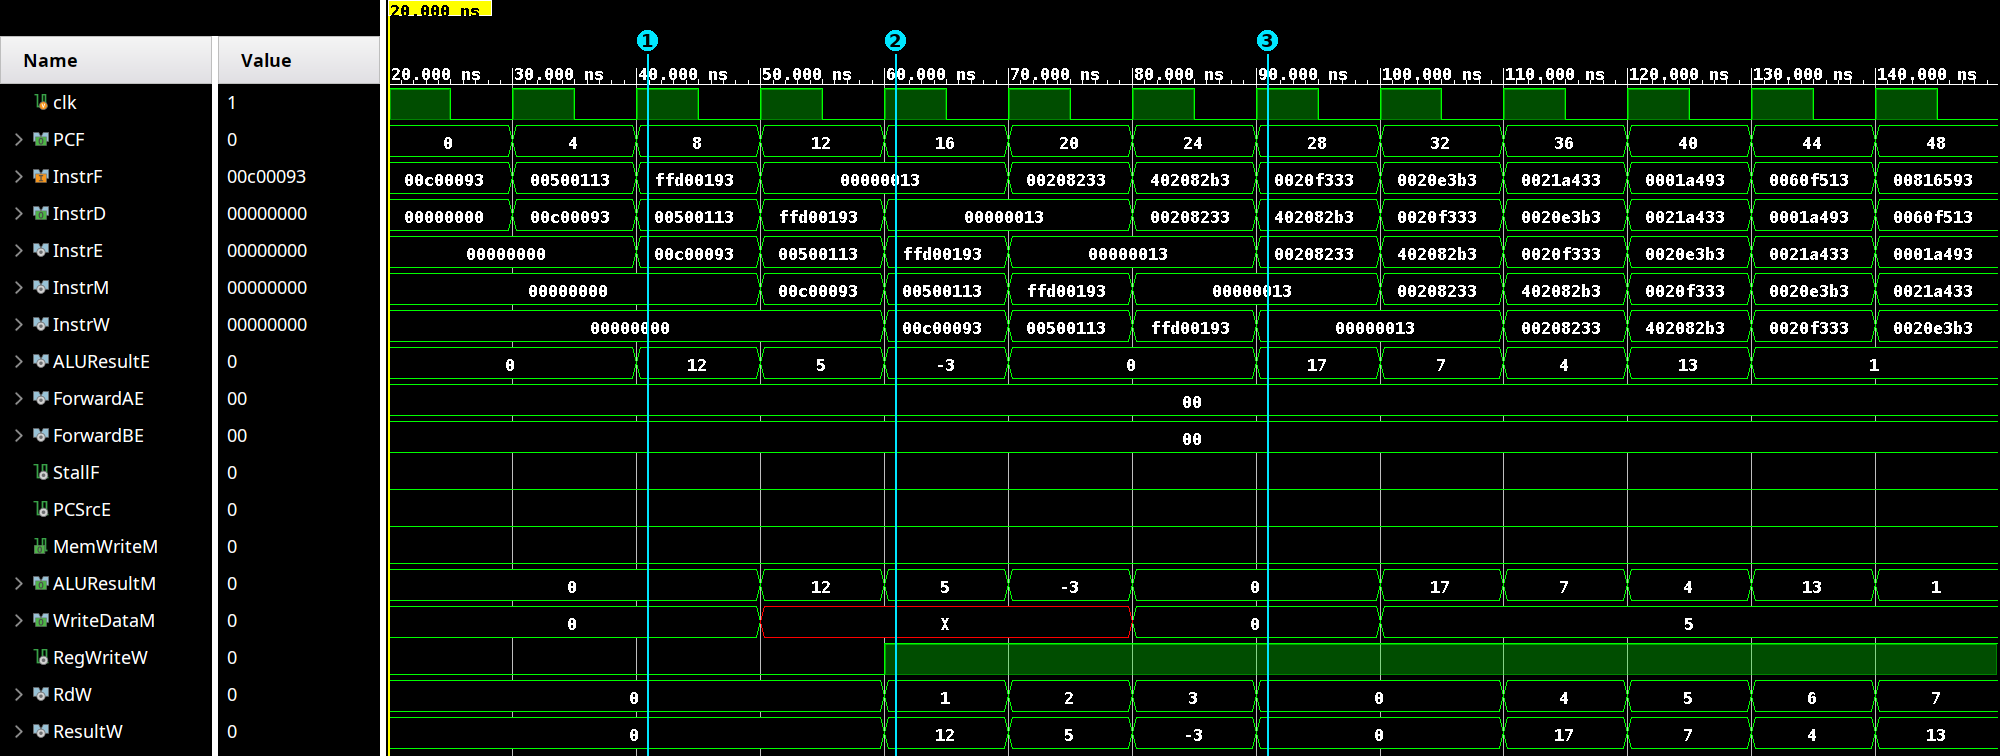 20.000 ns
1 2 3
Name Value 20.000 ns 30.000 ns 40.000 ns 50.000 ns 60.000 ns 70.000 ns 80.000 ns 90.000 ns 100.000 ns 110.000 ns 120.000 ns 130.000 ns 140.000 ns
clk 1
PCF 0 0 4 8 12 16 20 24 28 32 36 40 44 48
InstrF 00c00093 00c00093 00500113 ffd00193 00000013 00208233 402082b3 0020f333 0020e3b3 0021a433 0001a493 0060f513 00816593
InstrD 00000000 00000000 00c00093 00500113 ffd00193 00000013 00208233 402082b3 0020f333 0020e3b3 0021a433 0001a493 0060f513
InstrE 00000000 00000000 00c00093 00500113 ffd00193 00000013 00208233 402082b3 0020f333 0020e3b3 0021a433 0001a493
InstrM 00000000 00000000 00c00093 00500113 ffd00193 00000013 00208233 402082b3 0020f333 0020e3b3 0021a433
InstrW 00000000 00000000 00c00093 00500113 ffd00193 00000013 00208233 402082b3 0020f333 0020e3b3
ALUResultE 0 0 12 5 -3 0 17 7 4 13 1
ForwardAE 00 00
ForwardBE 00 00
StallF 0
PCSrcE 0
MemWriteM 0
ALUResultM 0 0 12 5 -3 0 17 7 4 13 1
WriteDataM 0 0 X 0 5
RegWriteW 0
RdW 0 0 1 2 3 0 4 5 6 7
ResultW 0 0 12 5 -3 0 17 7 4 13